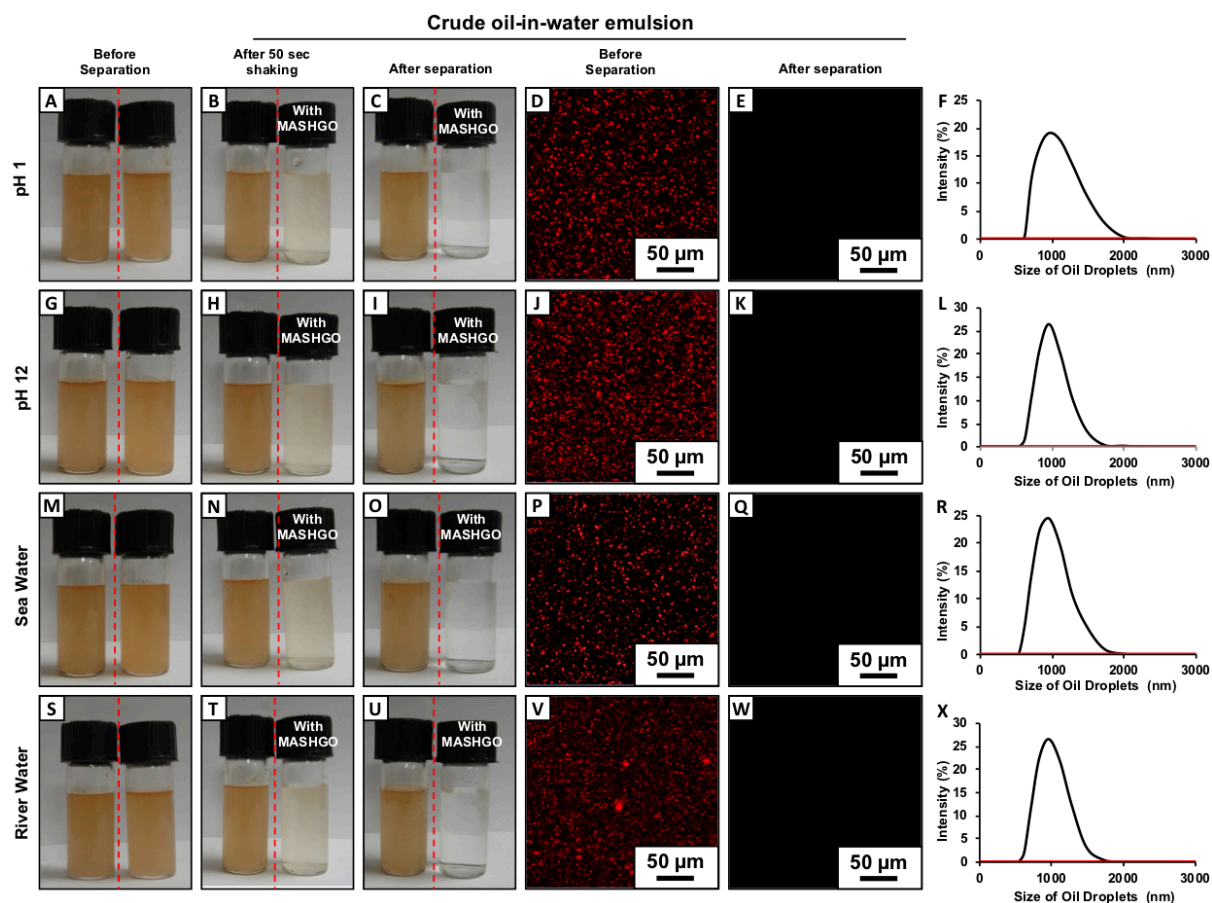 Crude oil-in-water emulsion
Before
Separation
After 50 sec
shaking
After separation
Before
Separation
After separation
pH 1
A
B
With
MASHGO
C
With
MASHGO
D
50 µm
E
50 µm
F
25
20
15
10
5
0
Intensity (%)
0 1000 2000 3000
Size of Oil Droplets (nm)
pH 12
G
H
With
MASHGO
I
With
MASHGO
J
50 µm
K
50 µm
L
30
25
20
15
10
5
0
Intensity (%)
0 1000 2000 3000
Size of Oil Droplets (nm)
Sea Water
M
N
With
MASHGO
O
With
MASHGO
P
50 µm
Q
50 µm
R
25
20
15
10
5
0
Intensity (%)
0 1000 2000 3000
Size of Oil Droplets (nm)
River Water
S
T
With
MASHGO
U
With
MASHGO
V
50 µm
W
50 µm
X
30
25
20
15
10
5
0
Intensity (%)
0 1000 2000 3000
Size of Oil Droplets (nm)